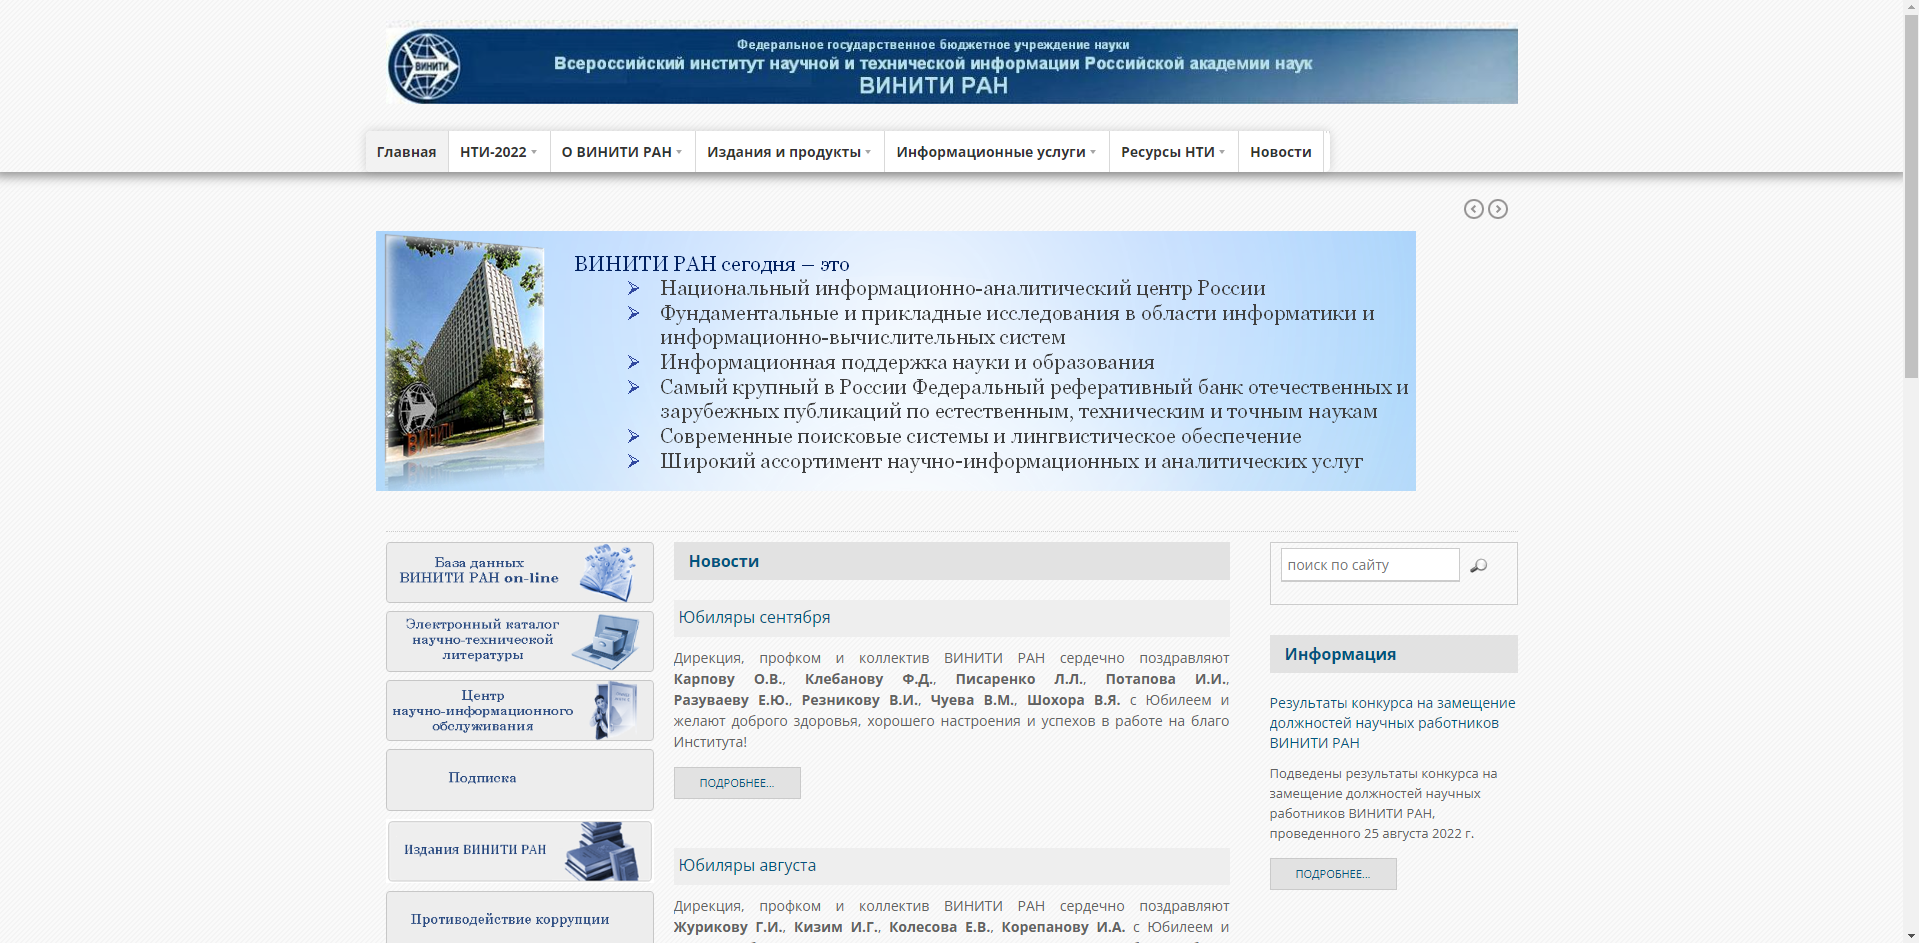 Федеральное государственное бюджетное учреждение науки
Всероссийский институт научной и технической информации Российской академии наук
ВИНИТИ РАН
ВИНИТИ
Главная
НТИ-2022
О ВИНИТИ РАН
Издания и продукты
Информационные услуги
Ресурсы НТИ
Новости
ВИНИТИ РАН сегодня – это
Национальный информационно-аналитический центр России
Фундаментальные и прикладные исследования в области информатики и
информационно-вычислительных систем
Информационная поддержка науки и образования
Самый крупный в России Федеральный реферативный банк отечественных и
зарубежных публикаций по естественным, техническим и точным наукам
Современные поисковые системы и лингвистическое обеспечение
Широкий ассортимент научно-информационных и аналитических услуг
ВИНИТИ
База данных
ВИНИТИ РАН on-line
Электронный каталог
научно-технической
литературы
Центр
научно-информационного
обслуживания
Подписка
Издания ВИНИТИ РАН
Противодействие коррупции
Новости
Юбиляры сентября
Дирекция, профком и коллектив ВИНИТИ РАН сердечно поздравляют
Карпову О.В., Клебанову Ф.Д., Писаренко Л.Л., Потапова И.И.,
Разуваеву Е.Ю., Резникову В.И., Чуева В.М., Шохора В.Я. с Юбилеем и
желают доброго здоровья, хорошего настроения и успехов в работе на благо
Института!
ПОДРОБНЕЕ...
Юбиляры августа
Дирекция, профком и коллектив ВИНИТИ РАН сердечно поздравляют
Журикову Г.И., Кизим И.Г., Колесова Е.В., Корепанову И.А. с Юбилеем и
поиск по сайту
Информация
Результаты конкурса на замещение
должностей научных работников
ВИНИТИ РАН
Подведены результаты конкурса на
замещение должностей научных
работников ВИНИТИ РАН,
проведенного 25 августа 2022 г.
ПОДРОБНЕЕ...